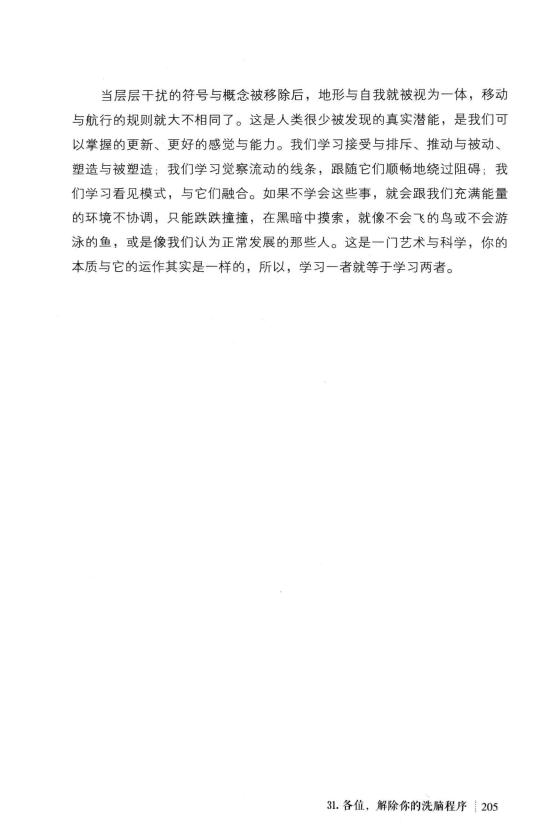 当层层干扰的符号与概念被移除后，地形与自我就被视为一体，移动
与航行的规则就大不相同了。这是人类很少被发现的真实潜能，是我们可
以掌握的更新、更好的感觉与能力。我们学习接受与排斥、推动与被动、
塑造与被塑造；我们学习觉察流动的线条，跟随它们顺畅地绕过阻碍；我
们学习看见模式，与它们融合。如果不学会这些事，就会跟我们充满能量
的环境不协调，只能跌跌撞撞，在黑暗中摸索，就像不会飞的鸟或不会游
泳的鱼，或是像我们认为正常发展的那些人。这是一门艺术与科学，你的
本质与它的运作其实是一样的，所以，学习一者就等于学习两者。
31. 各位，解除你的洗脑程序 205